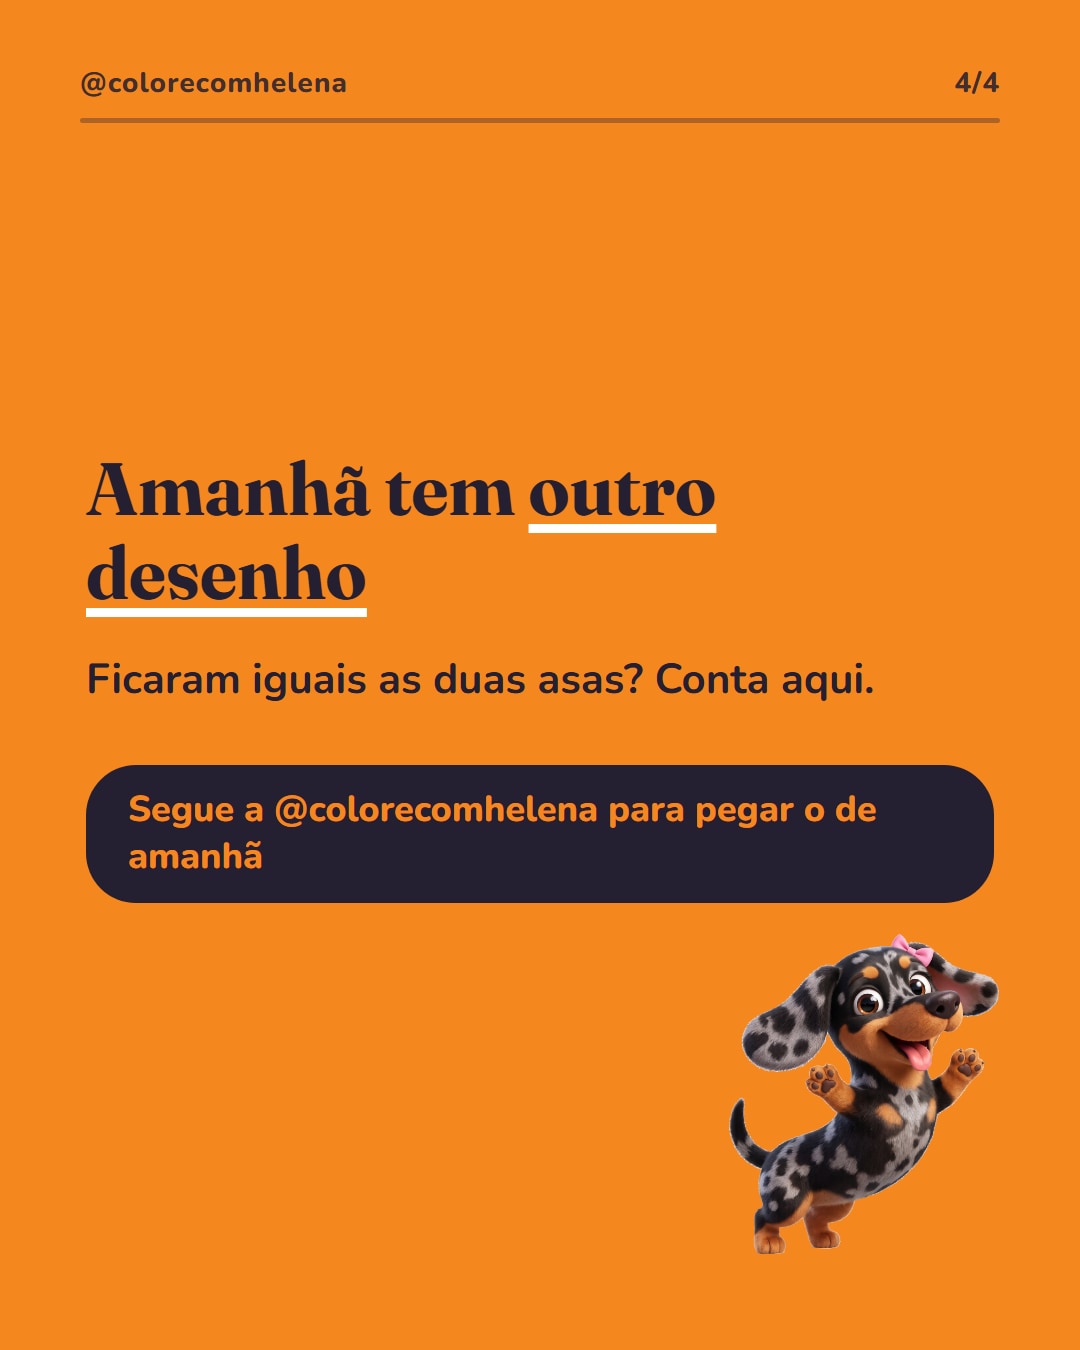 @colorecomhelena
4/4
Amanhã tem outro
desenho
Ficaram iguais as duas asas? Conta aqui.
Segue a @colorecomhelena para pegar o de
amanhã